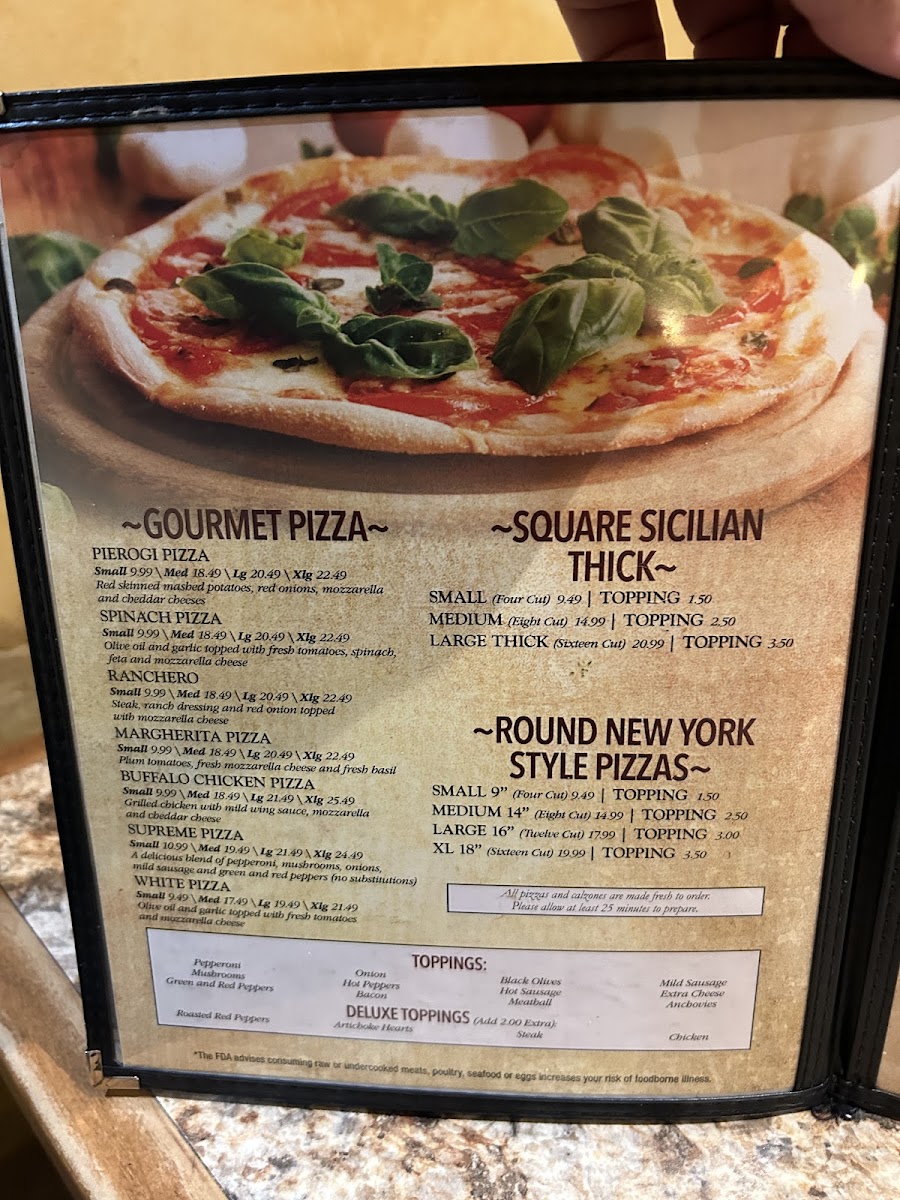 ~GOURMET PIZZA~
PIEROGI PIZZA
Small 9.99 \ Med 18.49 \ Lg 20.49 \ Xlg 22.49
Red skinned mashed potatoes, red onions, mozzarella
and cheddar cheeses
SPINACH PIZZA
Small 9.99 \ Med 18.49 \ Lg 20.49 \ Xlg 22.49
Olive oil and garlic topped with fresh tomatoes, spinach,
feta and mozzarella cheese
RANCHERO
Small 9.99 \ Med 18.49 \ Lg 20.49 \ Xlg 22.49
Steak, ranch dressing and red onion topped
with mozzarella cheese
MARGHERITA PIZZA
Small 9.99 \ Med 18.49 \ Lg 20.49 \ Xlg 22.49
Plum tomatoes, fresh mozzarella cheese and fresh basil
BUFFALO CHICKEN PIZZA
Small 9.99 \ Med 18.49 \ Lg 21.49 \ Xlg 25.49
Grilled chicken with mild wing sauce, mozzarella
and cheddar cheese
SUPREME PIZZA
Small 10.99 \ Med 19.49 \ Lg 21.49 \ Xlg 24.49
A delicious blend of pepperoni, mushrooms, onions,
mild sausage and green and red peppers (no substitutions)
WHITE PIZZA
Small 9.49 \ Med 17.49 \ Lg 19.49 \ Xlg 21.49
Olive oil and garlic topped with fresh tomatoes
and mozzarella cheese
~SQUARE SICILIAN
THICK~
SMALL (Four Cut) 9.49 | TOPPING 1.50
MEDIUM (Eight Cut) 14.99 | TOPPING 2.50
LARGE THICK (Sixteen Cut) 20.99 | TOPPING 3.50
~ROUND NEW YORK
STYLE PIZZAS~
SMALL 9” (Four Cut) 9.49 | TOPPING 1.50
MEDIUM 14” (Eight Cut) 14.99 | TOPPING 2.50
LARGE 16” (Twelve Cut) 17.99 | TOPPING 3.00
XL 18” (Sixteen Cut) 19.99 | TOPPING 3.50
All pizzas and calzones are made fresh to order.
Please allow at least 25 minutes to prepare.
TOPPINGS:
Pepperoni
Mushrooms
Green and Red Peppers
Onion
Hot Peppers
Bacon
Black Olives
Hot Sausage
Meatball
Mild Sausage
Extra Cheese
Anchovies
DELUXE TOPPINGS (Add 2.00 Extra):
Roasted Red Peppers
Artichoke Hearts
Steak
Chicken
*The FDA advises consuming raw or undercooked meats, poultry, seafood or eggs increases your risk of foodborne illness.